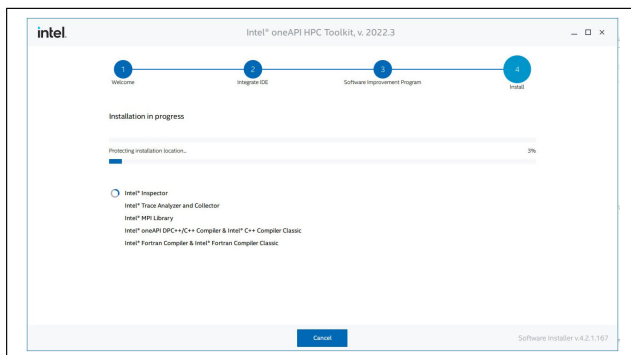 intel.
Intel® oneAPI HPC Toolkit, v. 2022.3
1
2
3
4
Welcome
Integrate IDE
Software Improvement Program
Install
Installation in progress
Protecting installation location...
3%
Intel® Inspector
Intel® Trace Analyzer and Collector
Intel® MPI Library
Intel® oneAPI DPC++/C++ Compiler & Intel® C++ Compiler Classic
Intel® Fortran Compiler & Intel® Fortran Compiler Classic
Cancel
Software installer v.4.2.1.167